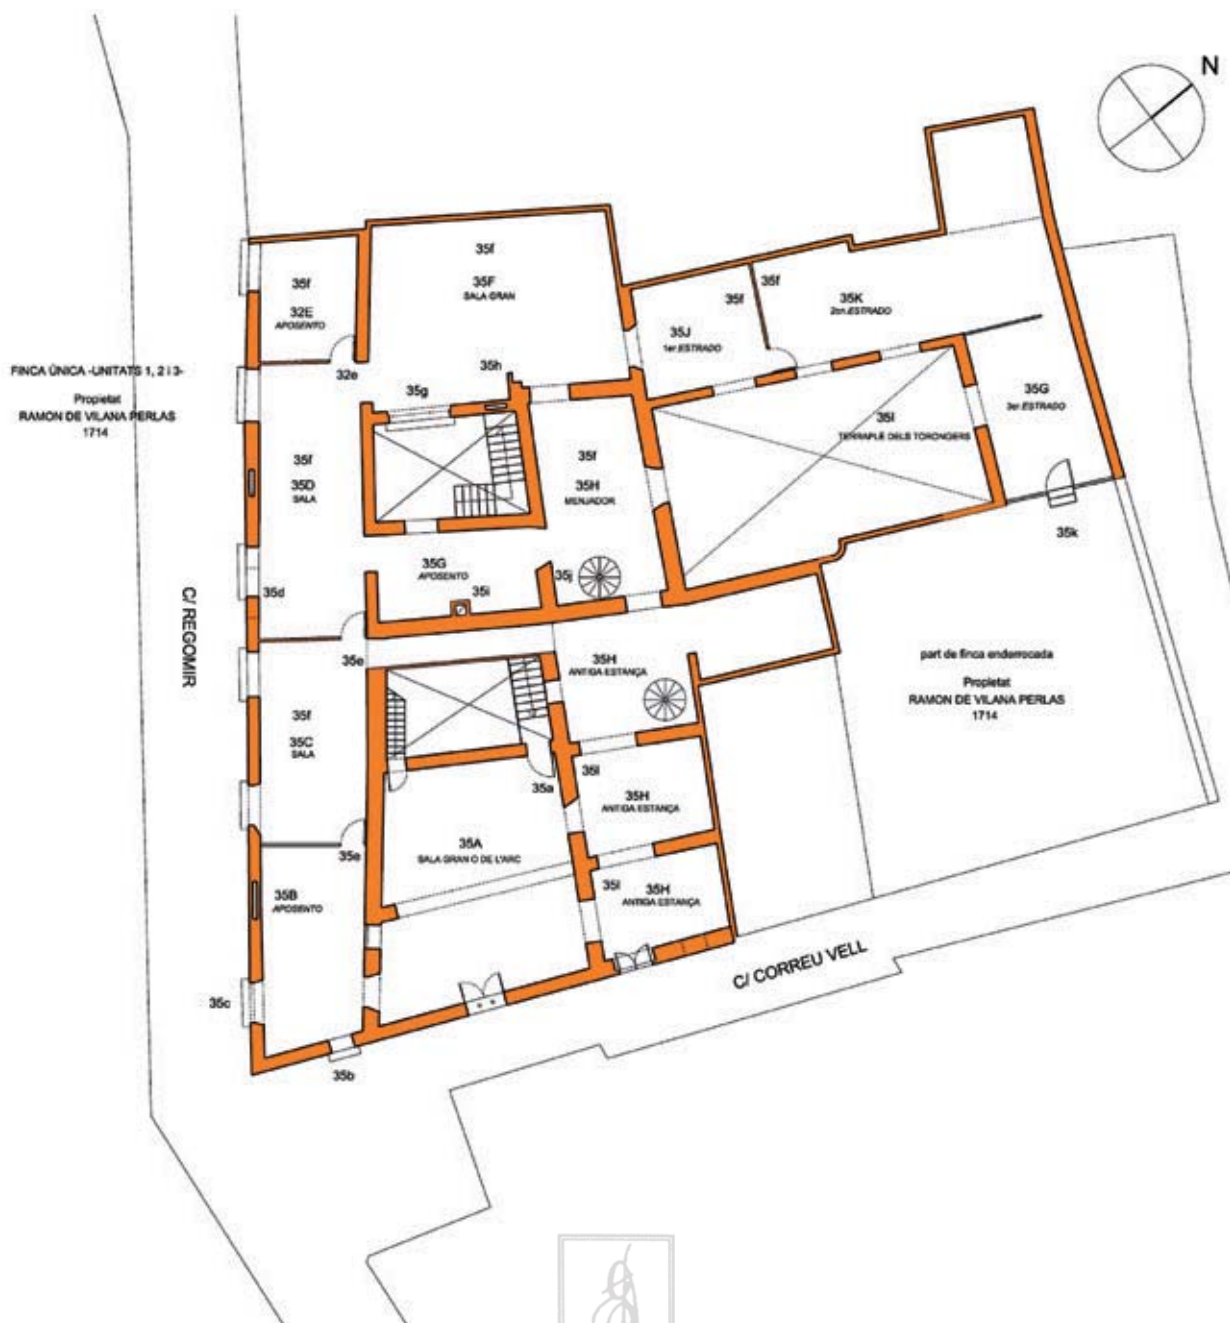 N
35f
35F
SALA GRAN
35f
32E
APOSENTO
35f
35f
35K
2on.ESTRADO
35J
1er.ESTRADO
32e
35h
35g
FINCA ÚNICA -UNITATS 1, 2 I 3-
Propietat
RAMON DE VILANA PERLAS
1714
35G
3er.ESTRADO
35I
TERRAPLÉ DELS TORONGERS
35f
35D
SALA
35f
35H
MENJADOR
35k
35G
APOSENTO
35j
35i
35d
C/ REGOMIR
35e
35H
ANTIGA ESTANÇA
part de finca enderrocada
Propietat
RAMON DE VILANA PERLAS
1714
35f
35C
SALA
35l
35a
35H
ANTIGA ESTANÇA
35A
SALA GRAN O DE L'ARC
35e
35B
APOSENTO
35l
35H
ANTIGA ESTANÇA
C/ CORREU VELL
35c
35b